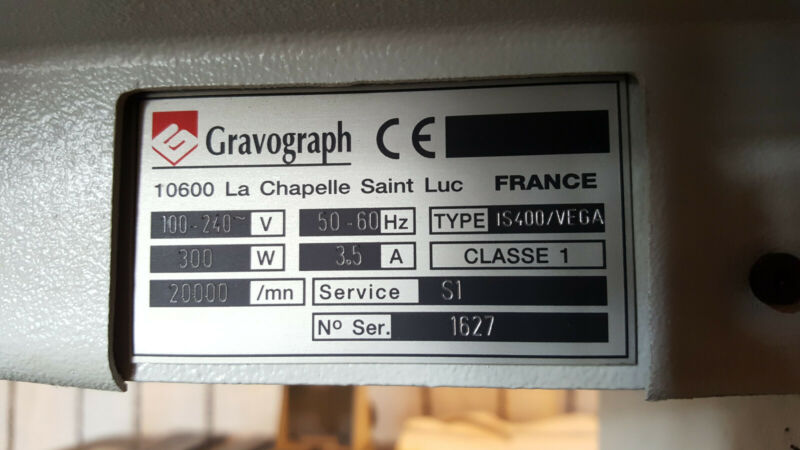 Gravograph CE
10600 La Chapelle Saint Luc FRANCE
100-240~ V 50-60 Hz TYPE IS400/VEGA
300 W 3.5 A CLASSE 1
20000 /mn Service S1
Nº Ser. 1627